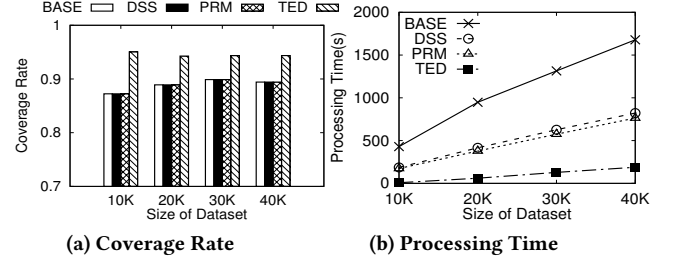 BASE DSS PRM TED
1
0.9
0.8
0.7
Coverage Rate
10K 20K 30K 40K
Size of Dataset
(a) Coverage Rate
2000
1500
1000
500
0
Processing Time(s)
BASE
DSS
PRM
TED
10K 20K 30K 40K
Size of Dataset
(b) Processing Time